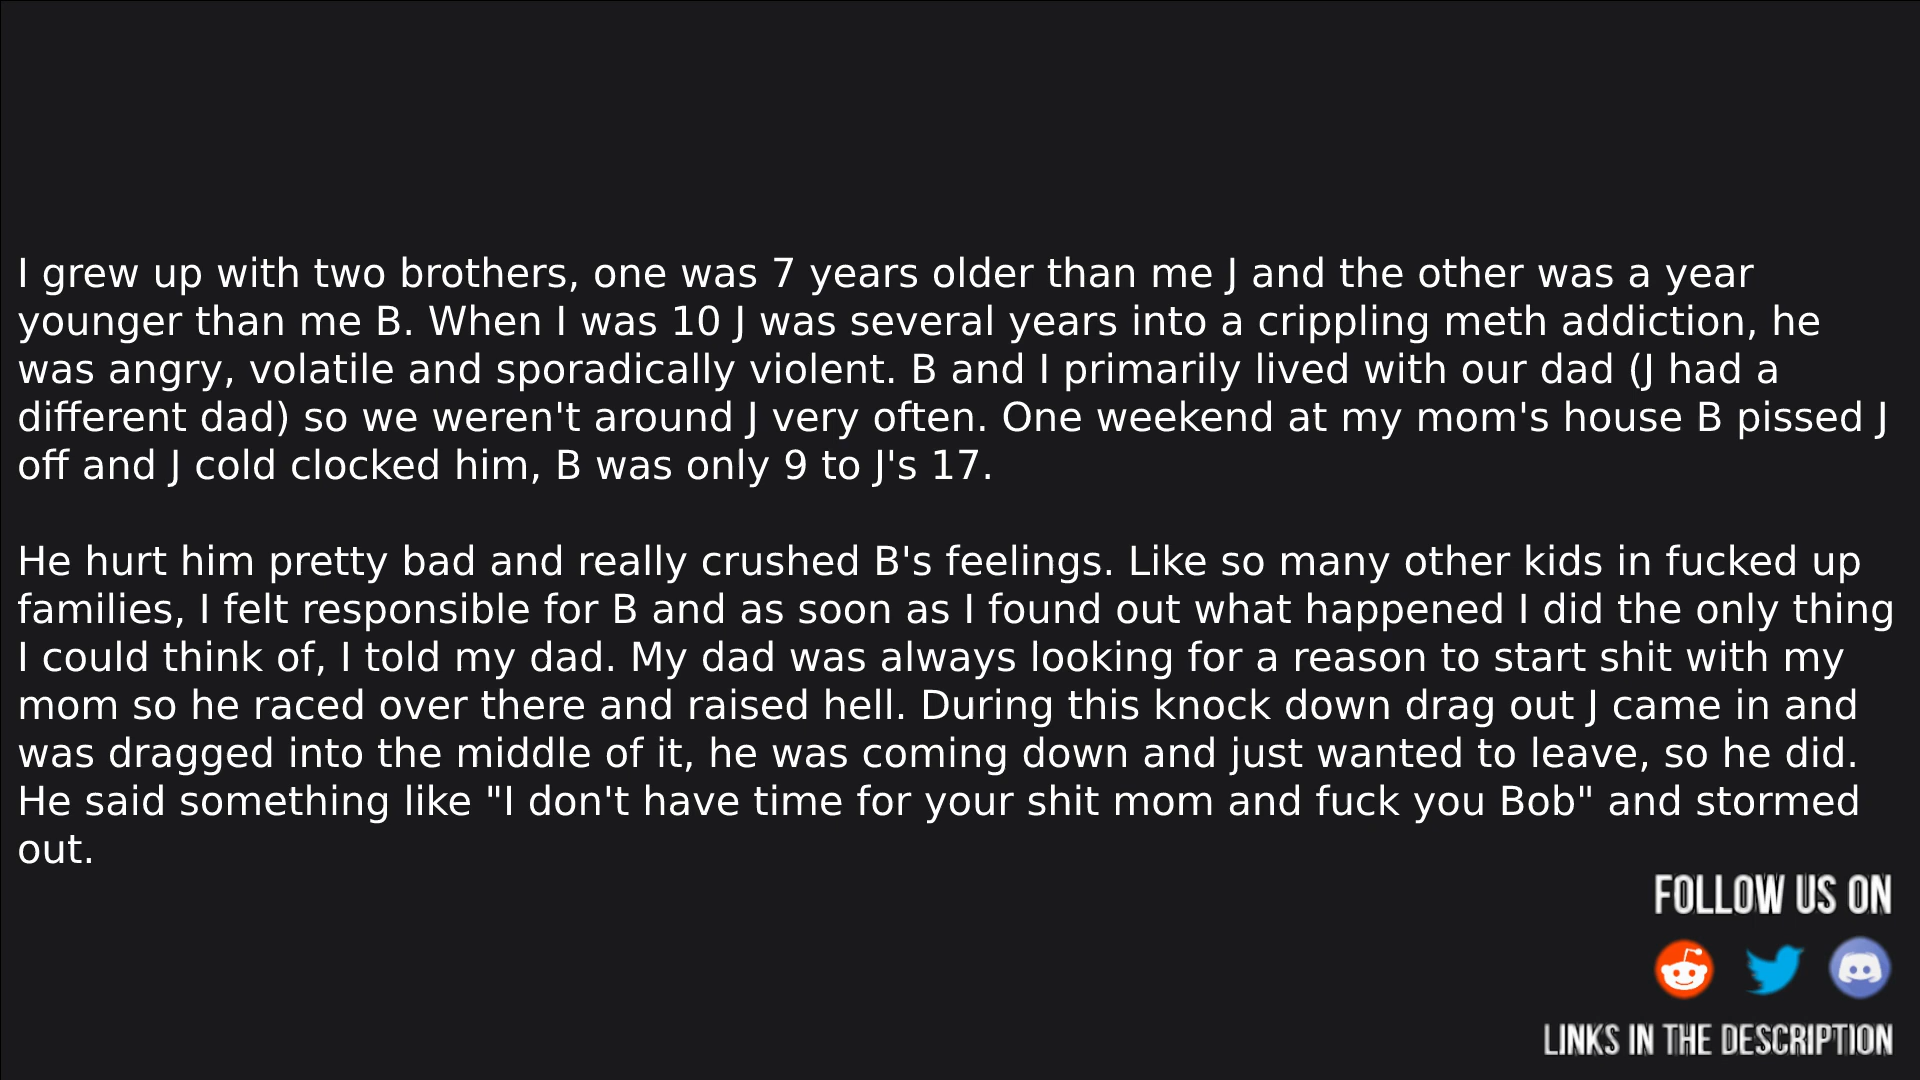 I grew up with two brothers, one was 7 years older than me J and the other was a year
younger than me B. When I was 10 J was several years into a crippling meth addiction, he
was angry, volatile and sporadically violent. B and I primarily lived with our dad (J had a
different dad) so we weren't around J very often. One weekend at my mom's house B pissed J
off and J cold clocked him, B was only 9 to J's 17.

He hurt him pretty bad and really crushed B's feelings. Like so many other kids in fucked up
families, I felt responsible for B and as soon as I found out what happened I did the only thing
I could think of, I told my dad. My dad was always looking for a reason to start shit with my
mom so he raced over there and raised hell. During this knock down drag out J came in and
was dragged into the middle of it, he was coming down and just wanted to leave, so he did.
He said something like "I don't have time for your shit mom and fuck you Bob" and stormed
out.
FOLLOW US ON
LINKS IN THE DESCRIPTION